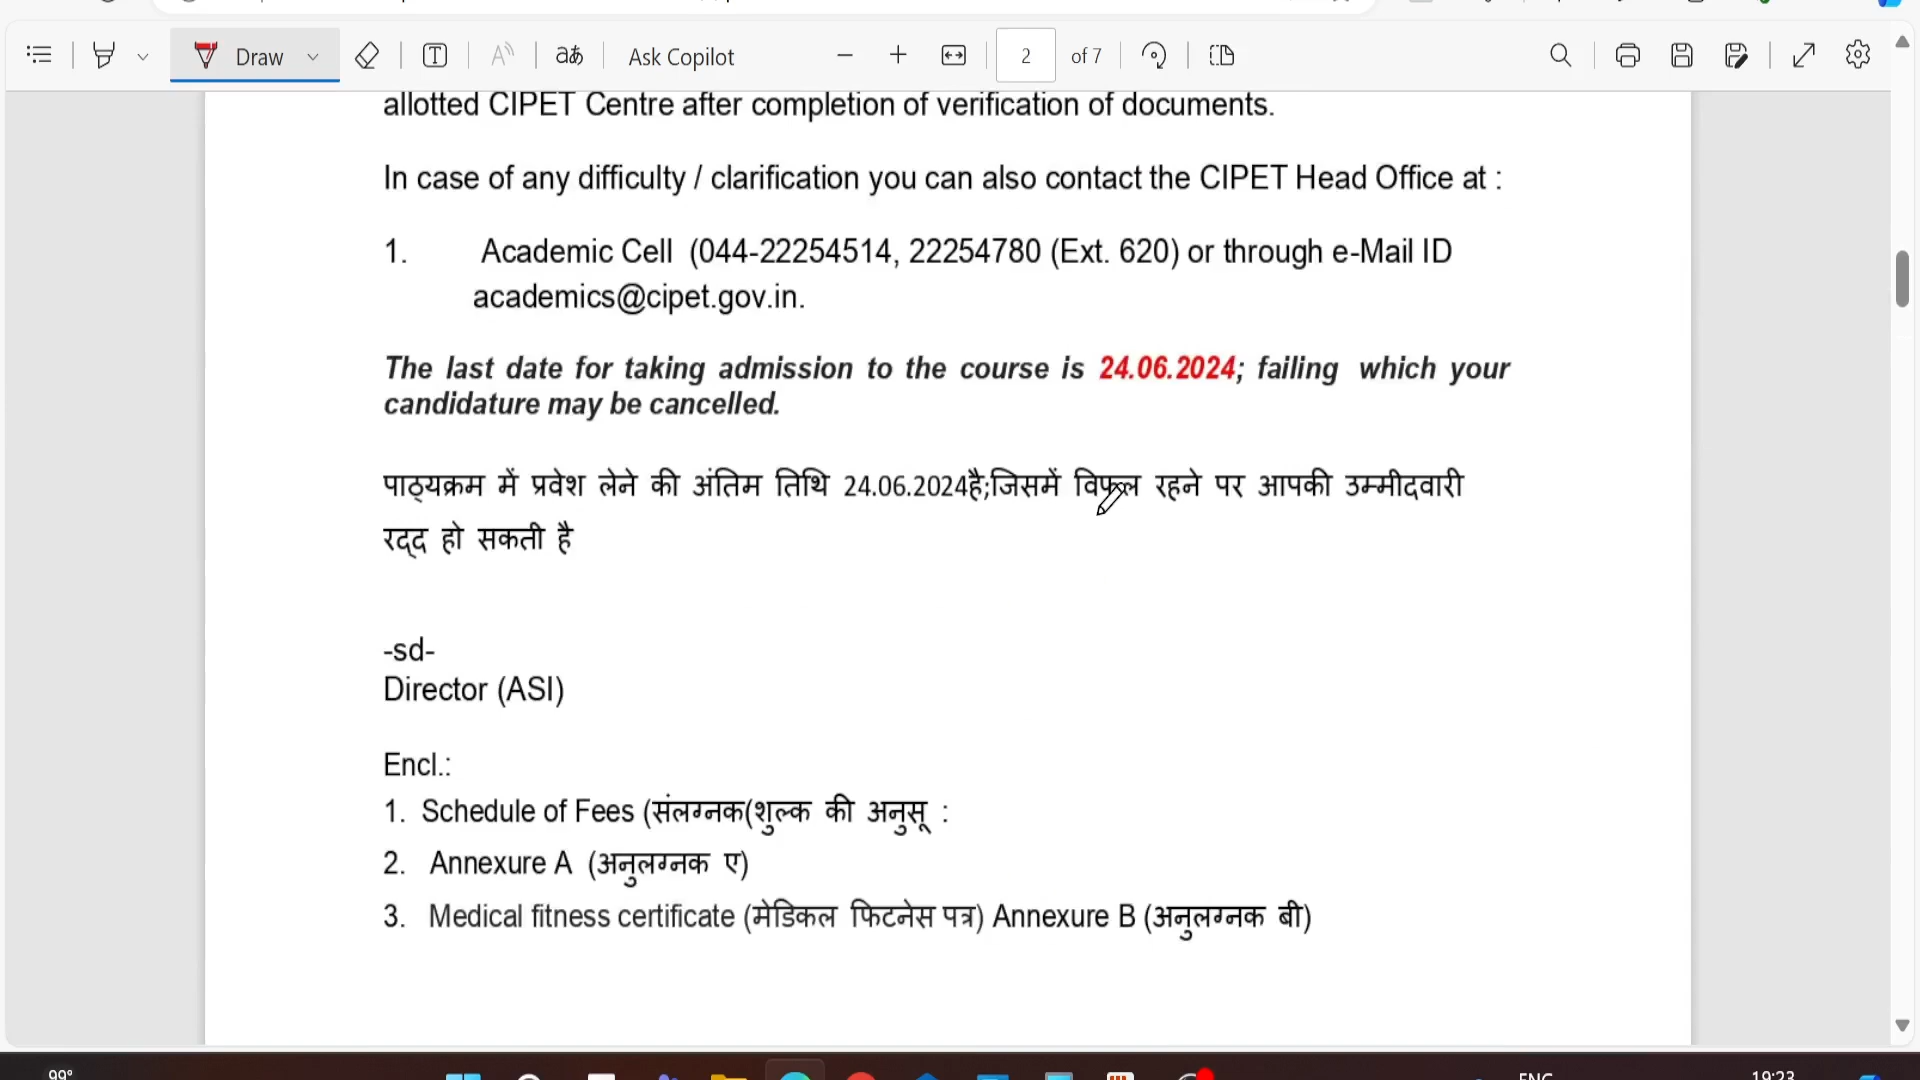 Draw
Ask Copilot
2 of 7
allotted CIPET Centre after completion of verification of documents.
In case of any difficulty / clarification you can also contact the CIPET Head Office at :
1. Academic Cell (044-22254514, 22254780 (Ext. 620) or through e-Mail ID
academics@cipet.gov.in.
The last date for taking admission to the course is 24.06.2024; failing which your
candidature may be cancelled.
पाठ्यक्रम में प्रवेश लेने की अंतिम तिथि 24.06.2024है;जिसमें विफल रहने पर आपकी उम्मीदवारी
रद्द हो सकती है
-sd-
Director (ASI)
Encl.:
1. Schedule of Fees (संलग्नक(शुल्क की अनुसू :
2. Annexure A (अनुलग्नक ए)
3. Medical fitness certificate (मेडिकल फिटनेस पत्र) Annexure B (अनुलग्नक बी)
99°
ENG
19:23